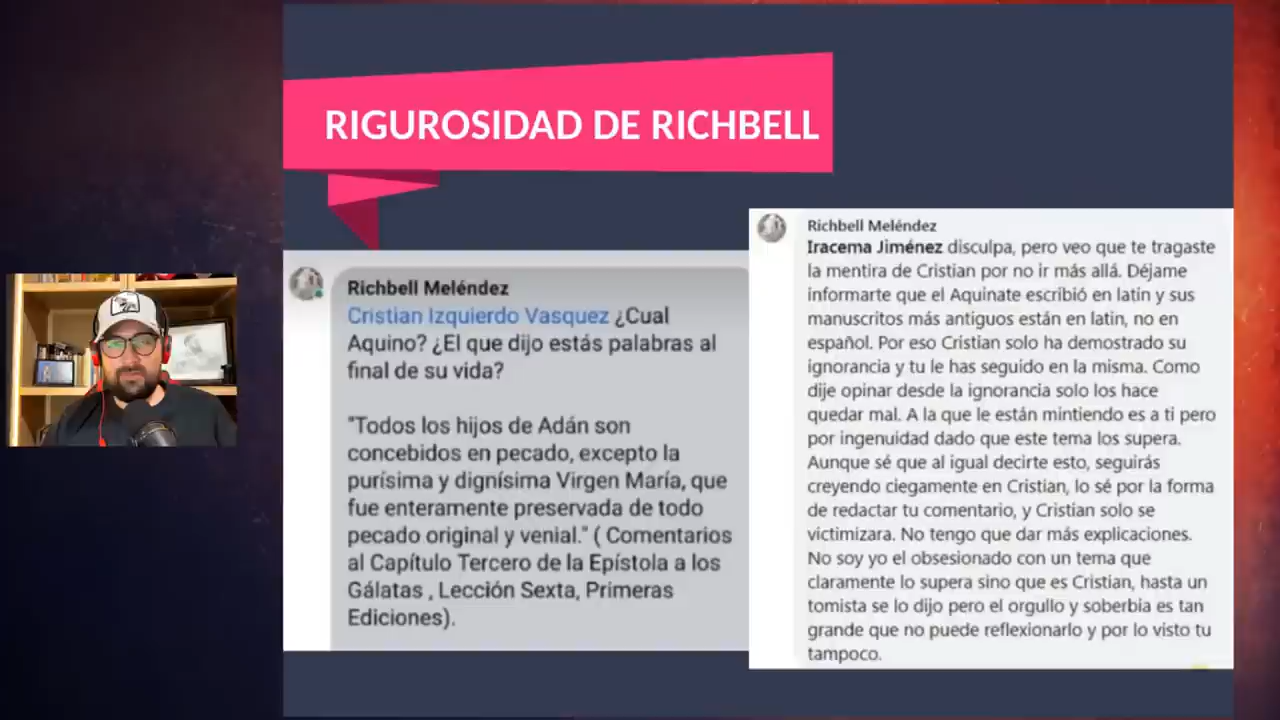 RIGUROSIDAD DE RICHBELL
Richbell Meléndez
Cristian Izquierdo Vasquez ¿Cual
Aquino? ¿El que dijo estás palabras al
final de su vida?
"Todos los hijos de Adán son
concebidos en pecado, excepto la
purísima y dignísima Virgen María, que
fue enteramente preservada de todo
pecado original y venial." ( Comentarios
al Capítulo Tercero de la Epístola a los
Gálatas , Lección Sexta, Primeras
Ediciones).
Richbell Meléndez
Iracema Jiménez disculpa, pero veo que te tragaste
la mentira de Cristian por no ir más allá. Déjame
informarte que el Aquinate escribió en latín y sus
manuscritos más antiguos están en latin, no en
español. Por eso Cristian solo ha demostrado su
ignorancia y tu le has seguido en la misma. Como
dije opinar desde la ignorancia solo los hace
quedar mal. A la que le están mintiendo es a ti pero
por ingenuidad dado que este tema los supera.
Aunque sé que al igual decirte esto, seguirás
creyendo ciegamente en Cristian, lo sé por la forma
de redactar tu comentario, y Cristian solo se
victimizara. No tengo que dar más explicaciones.
No soy yo el obsesionado con un tema que
claramente lo supera sino que es Cristian, hasta un
tomista se lo dijo pero el orgullo y soberbia es tan
grande que no puede reflexionarlo y por lo visto tu
tampoco.